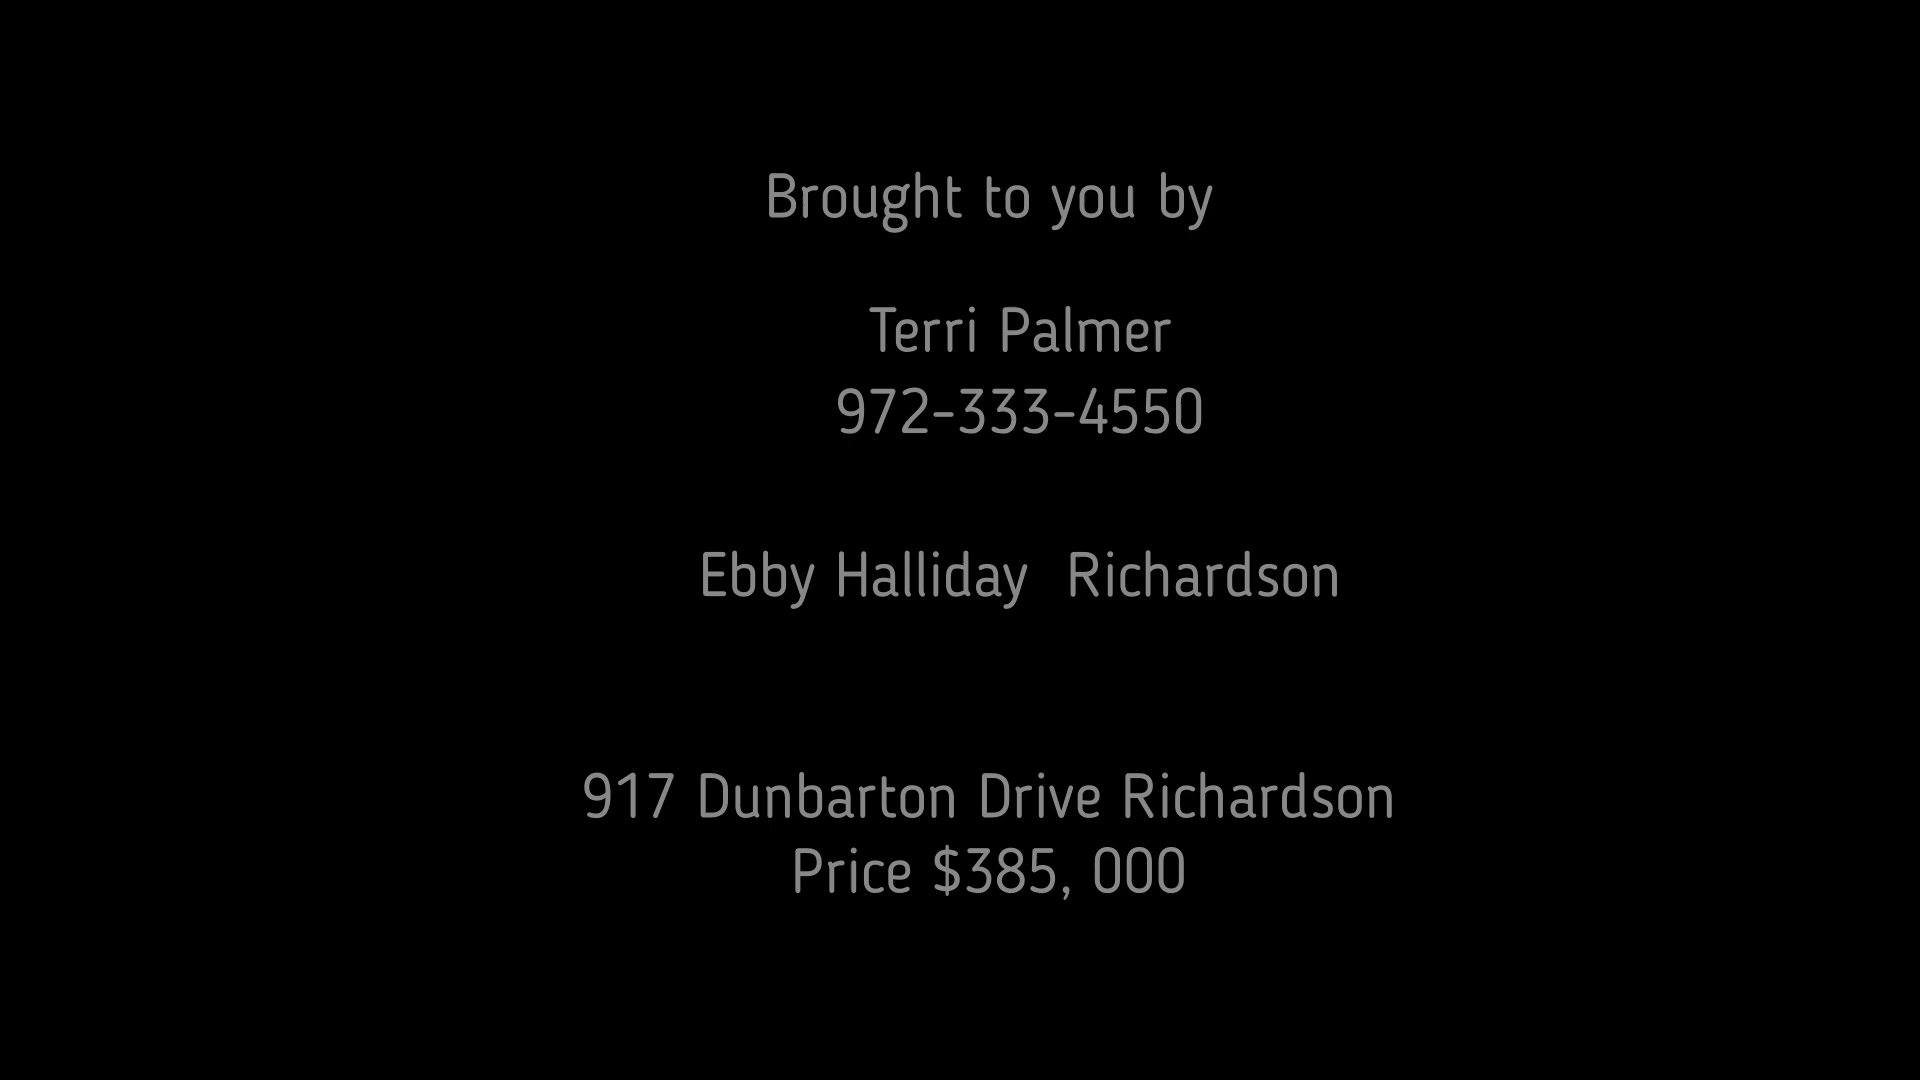 Brought to you by
Terri Palmer
972-333-4550
Ebby Halliday  Richardson
917 Dunbarton Drive Richardson
Price $385, 000